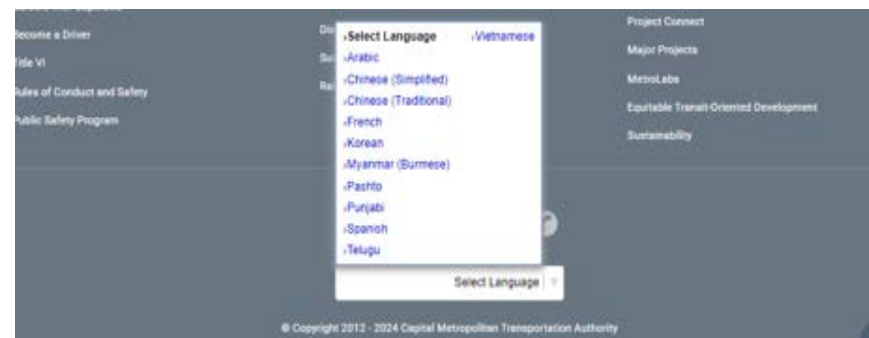 Become a Driver
Title VI
Rules of Conduct and Safety
Public Safety Program
›Select Language
›Arabic
›Chinese (Simplified)
›Chinese (Traditional)
›French
›Korean
›Myanmar (Burmese)
›Pashto
›Punjabi
›Spanish
›Telugu
›Vietnamese
Project Connect
Major Projects
MetroLabs
Equitable Transit-Oriented Development
Sustainability
Select Language
© Copyright 2012 - 2024 Capital Metropolitan Transportation Authority